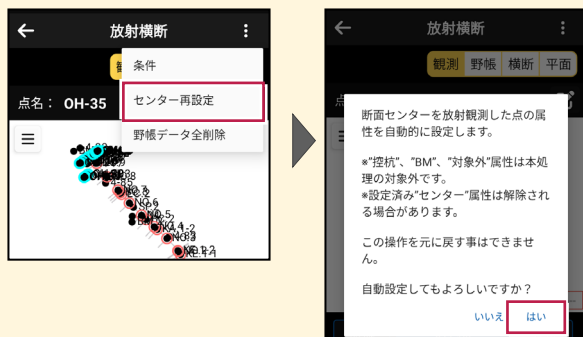 放射横断
条件
センター再設定
野帳データ全削除
点名： OH-35
NO.7
NO.6
放射横断
観測 野帳 横断 平面
断面センターを放射観測した点の属
性を自動的に設定します。
※"控杭"、"BM"、"対象外"属性は本処
理の対象外です。
※設定済み"センター"属性は解除され
る場合があります。
この操作を元に戻す事はできませ
ん。
自動設定してもよろしいですか？
いいえ はい